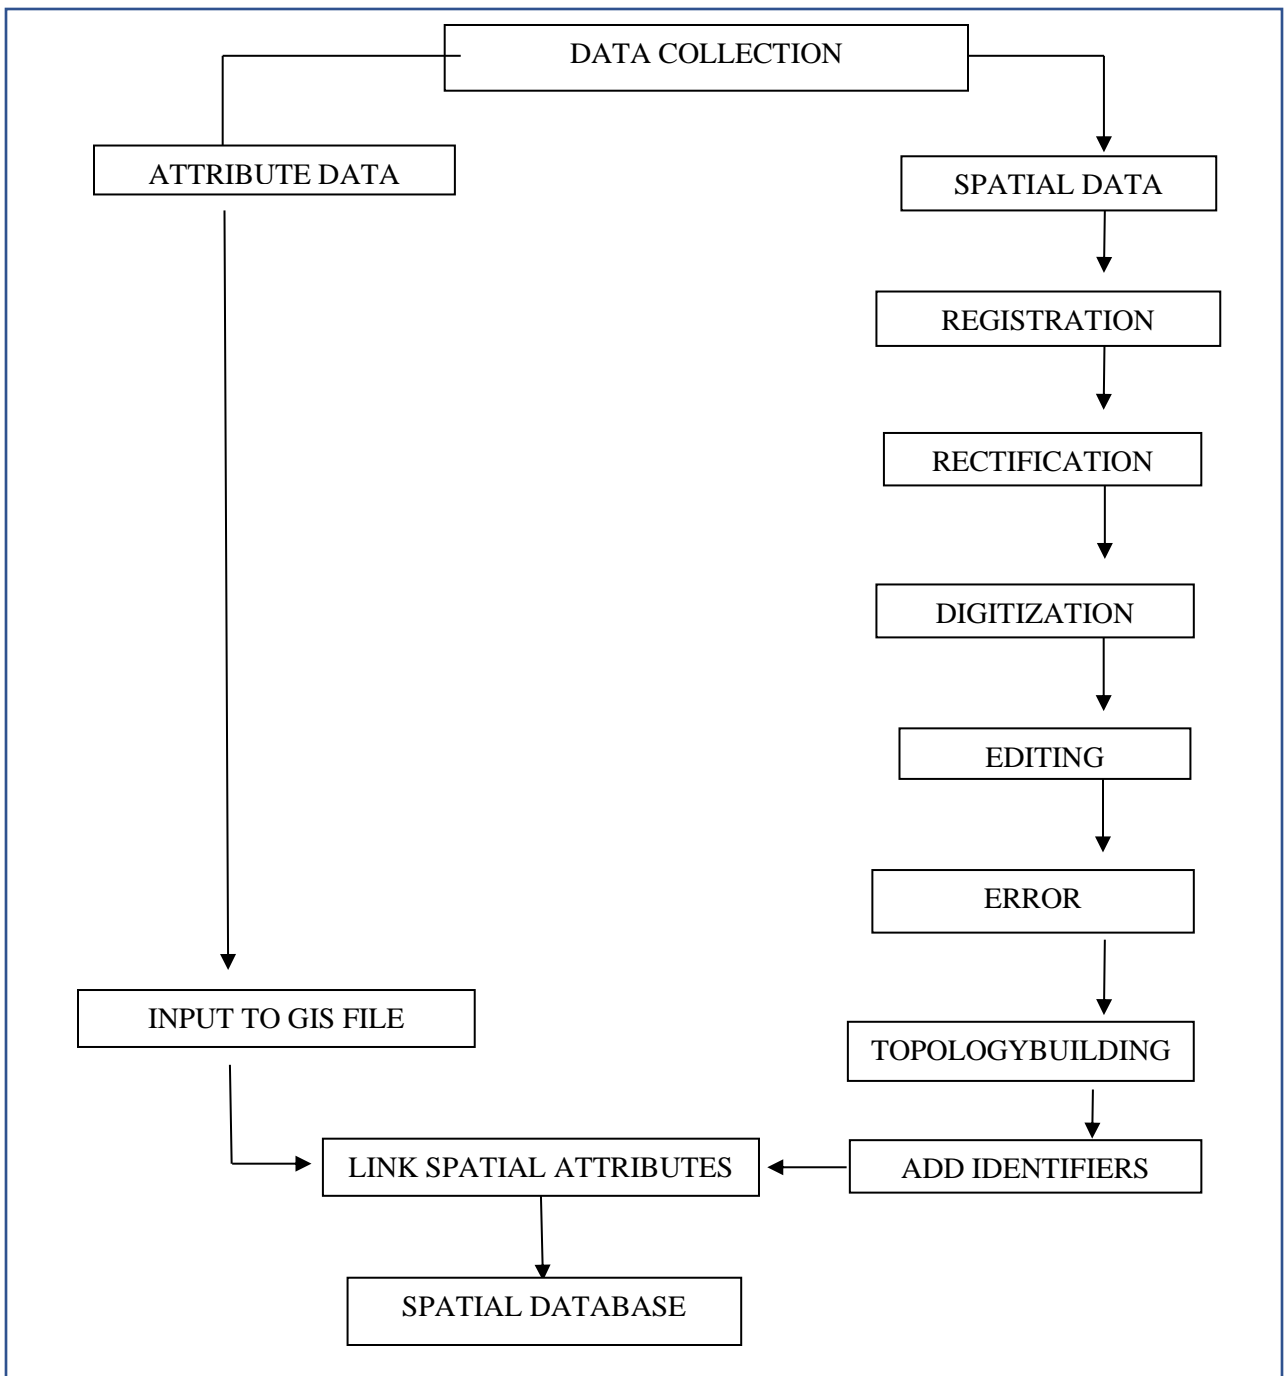 DATA COLLECTION
ATTRIBUTE DATA
SPATIAL DATA
REGISTRATION
RECTIFICATION
DIGITIZATION
EDITING
ERROR
INPUT TO GIS FILE
TOPOLOGYBUILDING
LINK SPATIAL ATTRIBUTES
ADD IDENTIFIERS
SPATIAL DATABASE